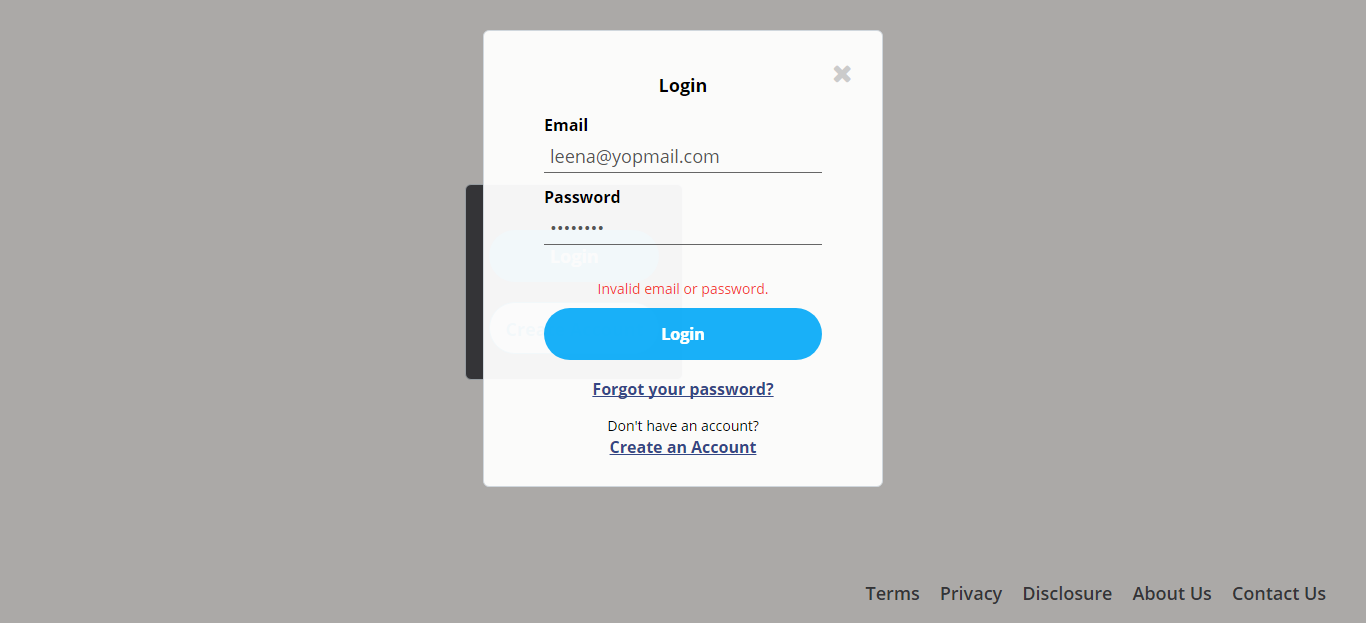 Login
Email
leena@yopmail.com
Password
••••••••
Login
Invalid email or password.
Login
Forgot your password?
Don't have an account?
Create an Account
Terms Privacy Disclosure About Us Contact Us